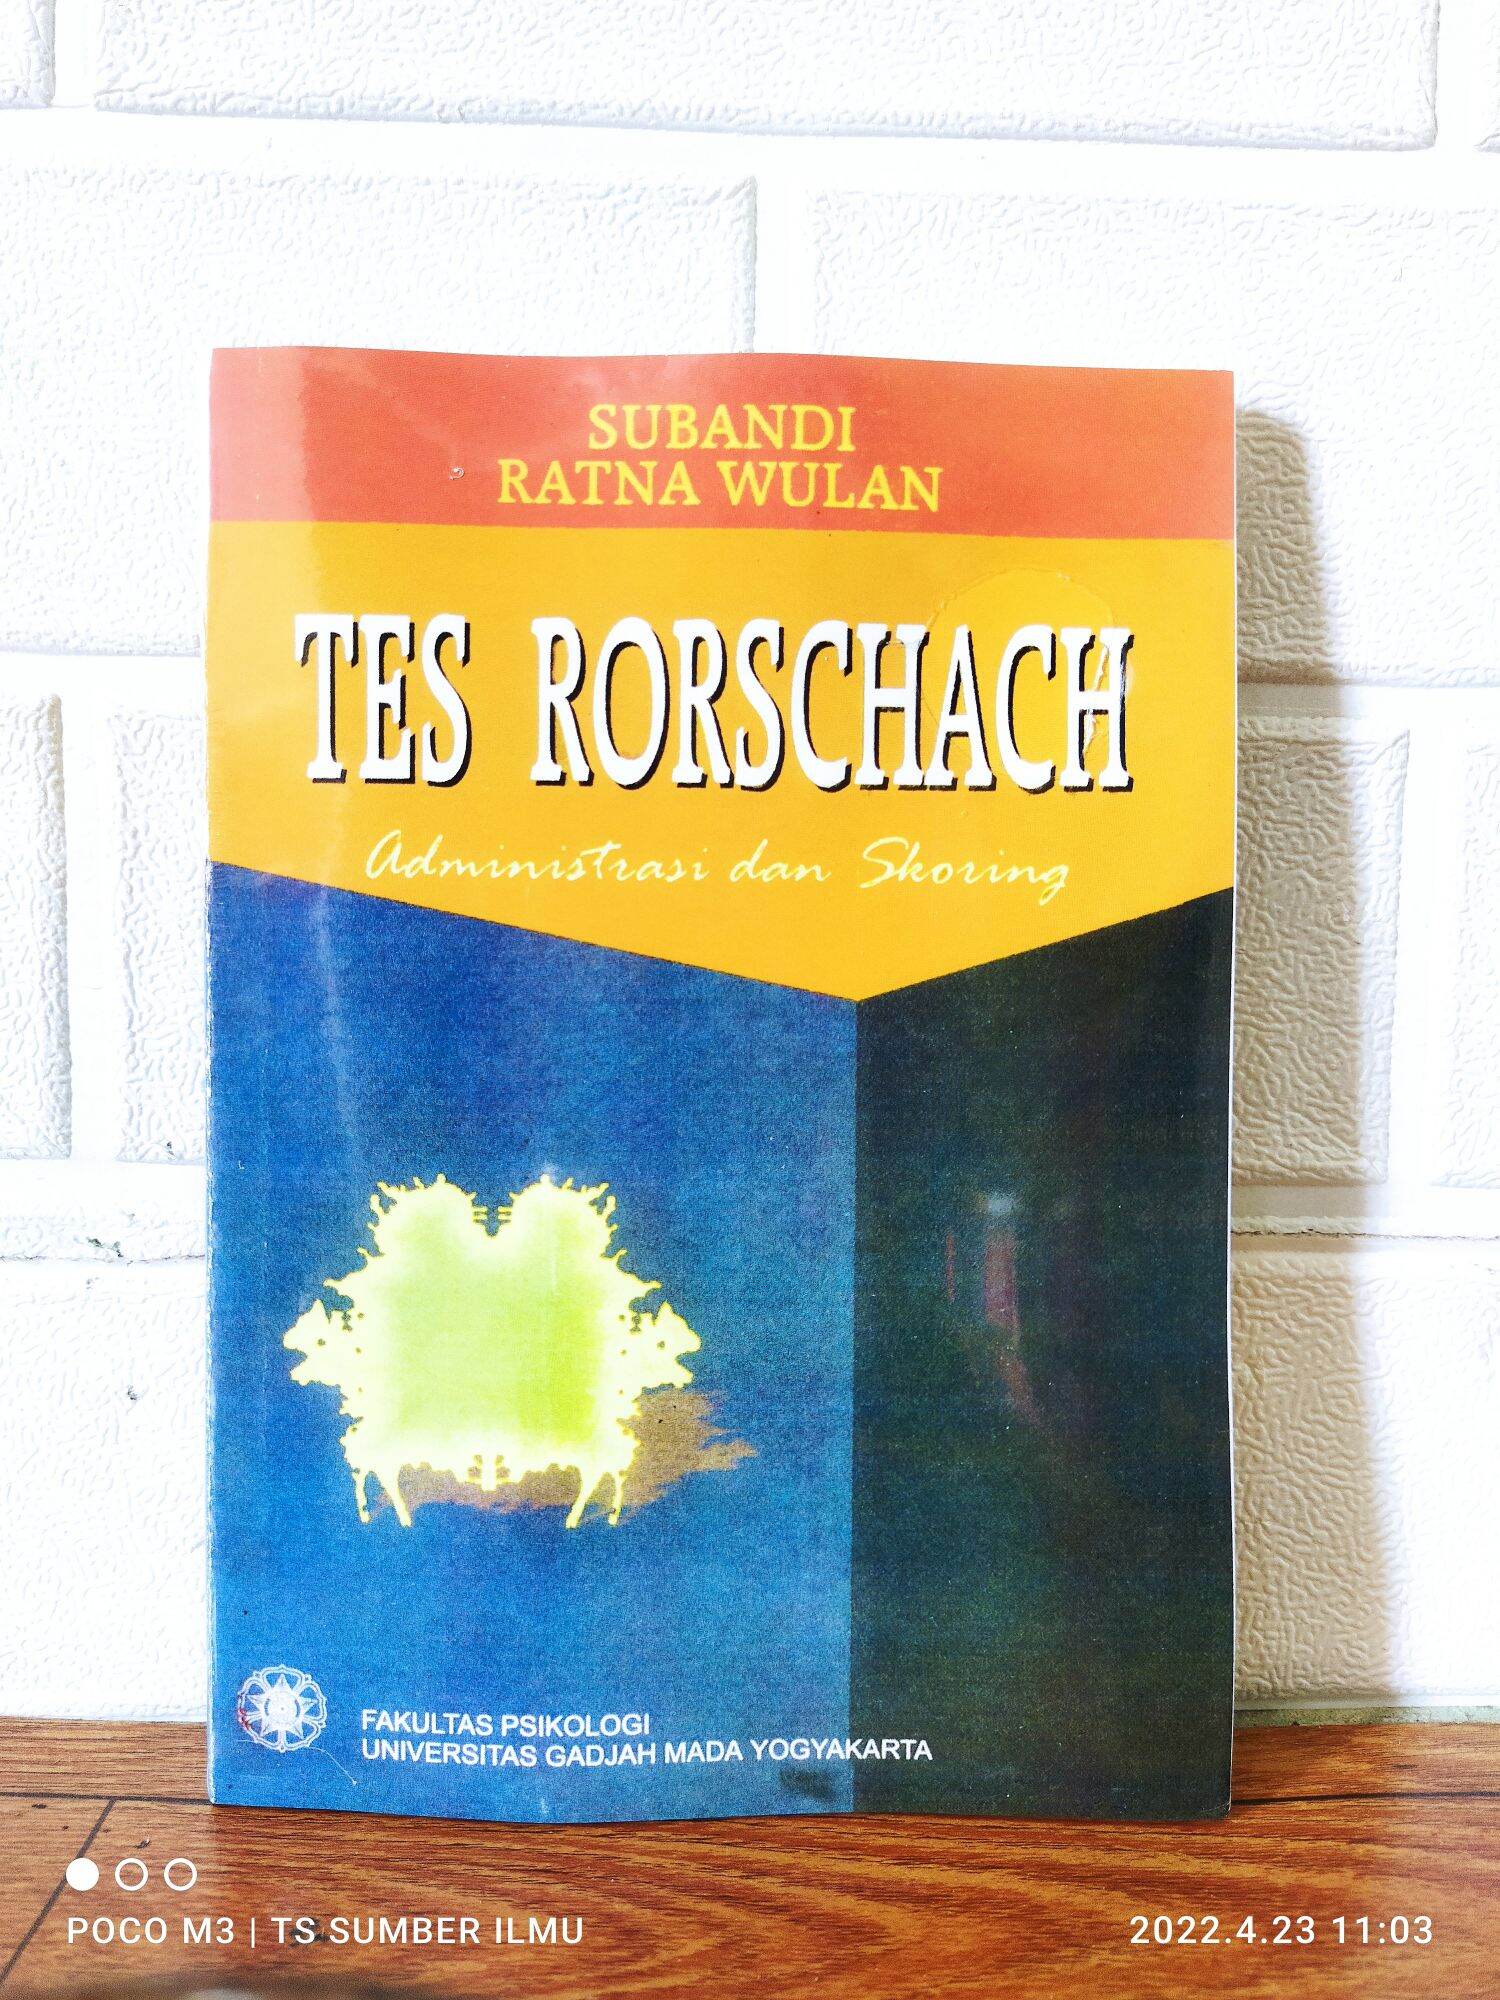 SUBANDI
RATNA WULAN
TES RORSCHACH
Administrasi dan Skoring
FAKULTAS PSIKOLOGI
UNIVERSITAS GADJAH MADA YOGYAKARTA
POCO M3 | TS SUMBER ILMU
2022.4.23 11:03